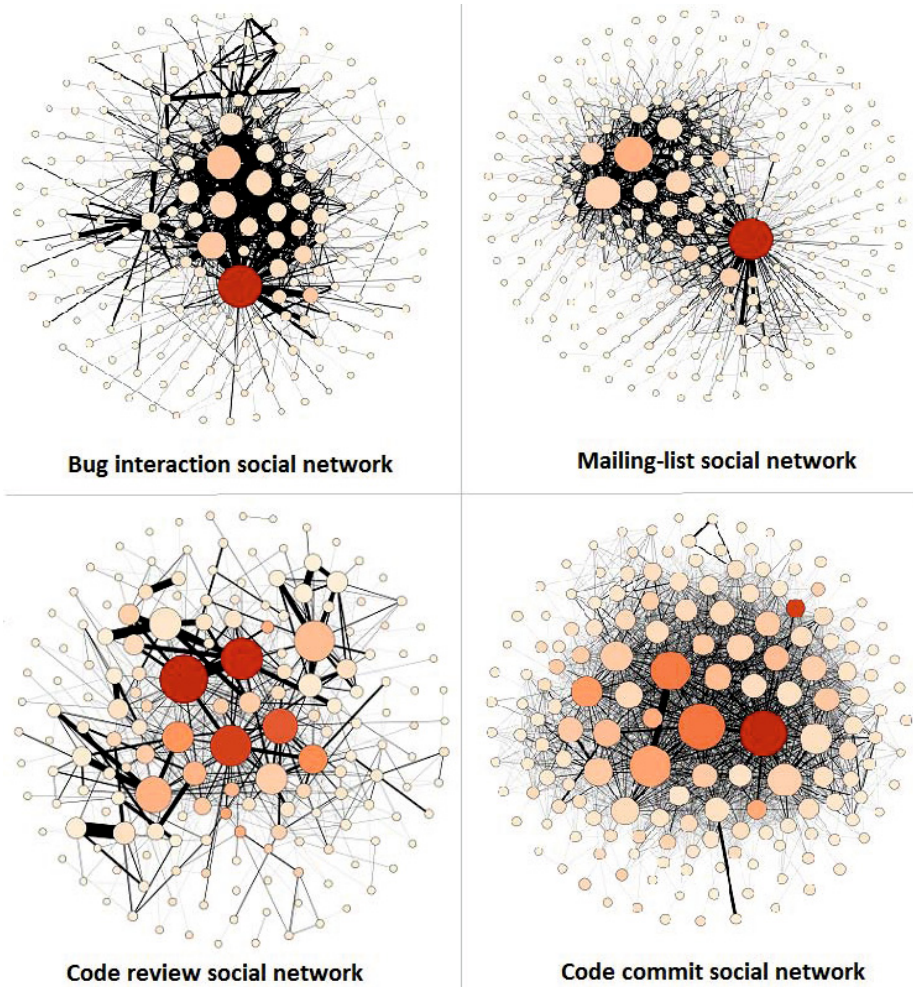 Bug interaction social network
Mailing-list social network
Code review social network
Code commit social network